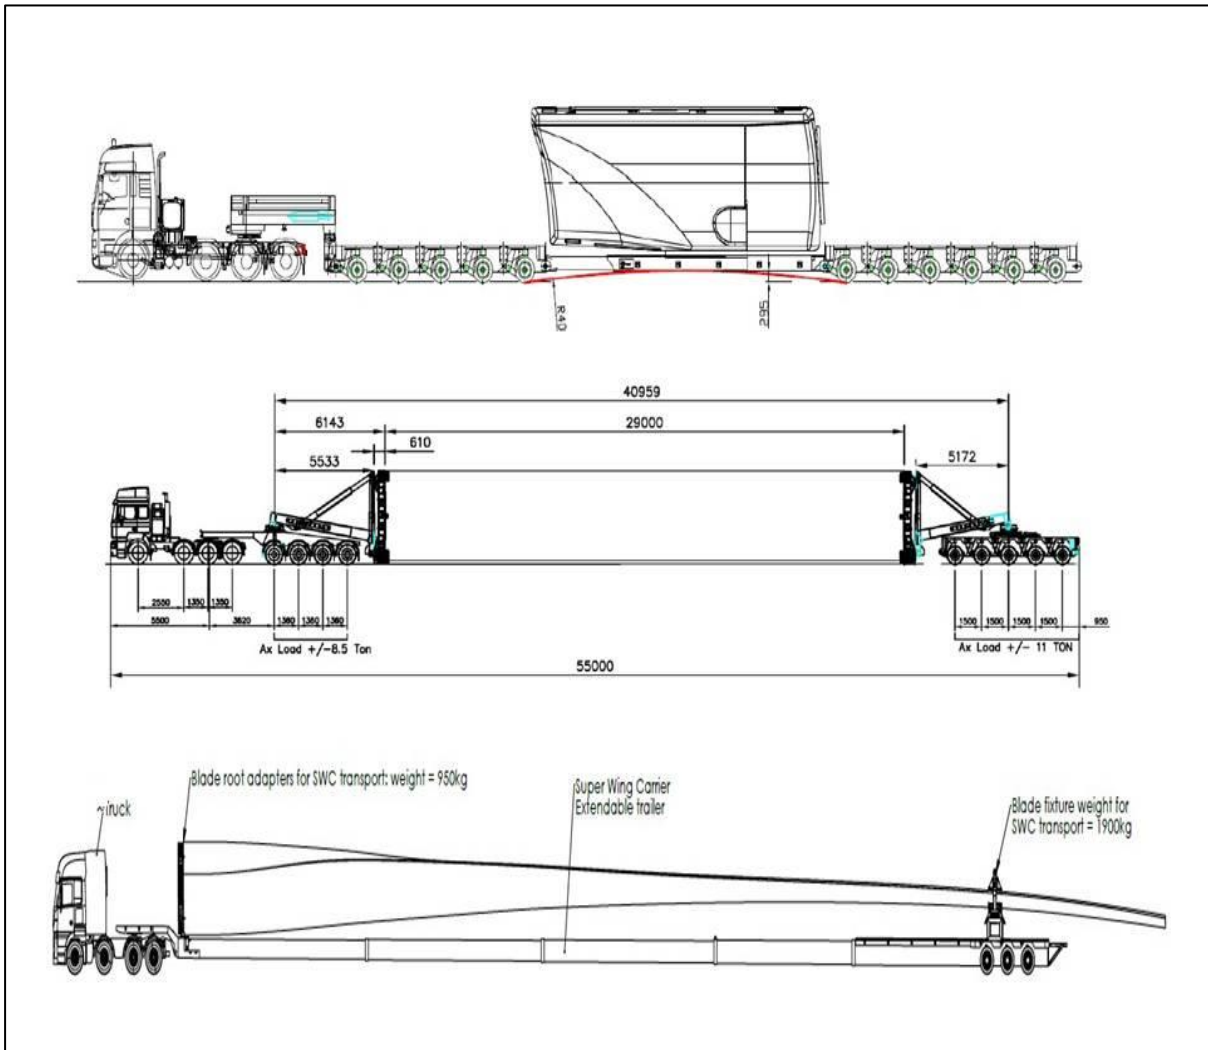 R40
295
40959
6143
29000
610
5533
5172
2550
1350
1350
5500
3820
1360
1360
1360
1500
1500
1500
1500
950
Ax Load +/-8.5 Ton
Ax Load +/- 11 TON
55000
Blade root adapters for SWC transport: weight = 950kg
Super Wing Carrier
Extendable trailer
Blade fixture weight for
SWC transport = 1900kg